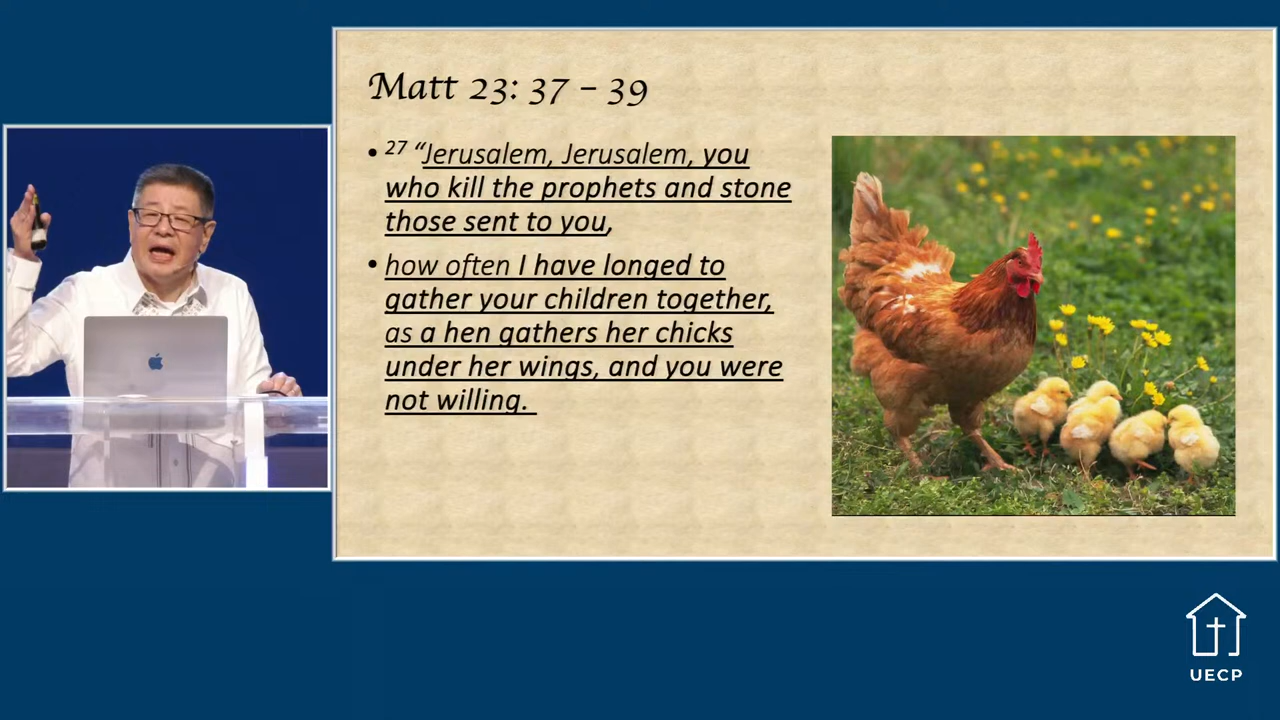 Matt 23: 37 – 39
• 27 “Jerusalem, Jerusalem, you
who kill the prophets and stone
those sent to you,
• how often I have longed to
gather your children together,
as a hen gathers her chicks
under her wings, and you were
not willing.
UECP